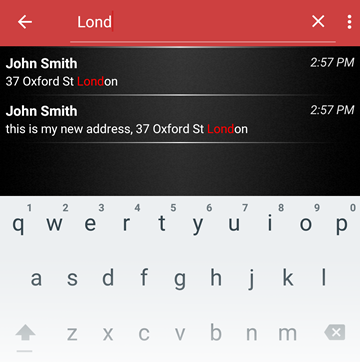 Lond
John Smith 2:57 PM
37 Oxford St London
John Smith 2:57 PM
this is my new address, 37 Oxford St London
1 2 3 4 5 6 7 8 9 0
q w e r t y u i o p
a s d f g h j k l
z x c v b n m